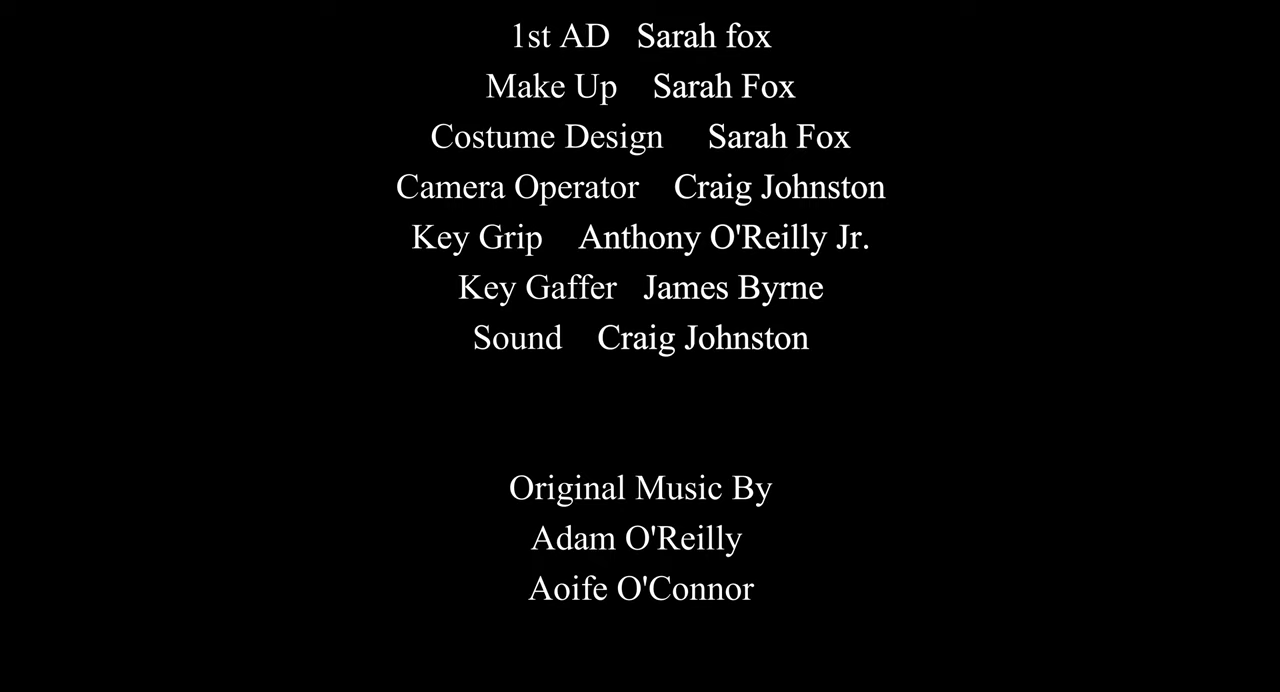 1st AD Sarah fox
Make Up Sarah Fox
Costume Design Sarah Fox
Camera Operator Craig Johnston
Key Grip Anthony O'Reilly Jr.
Key Gaffer James Byrne
Sound Craig Johnston
Original Music By
Adam O'Reilly
Aoife O'Connor